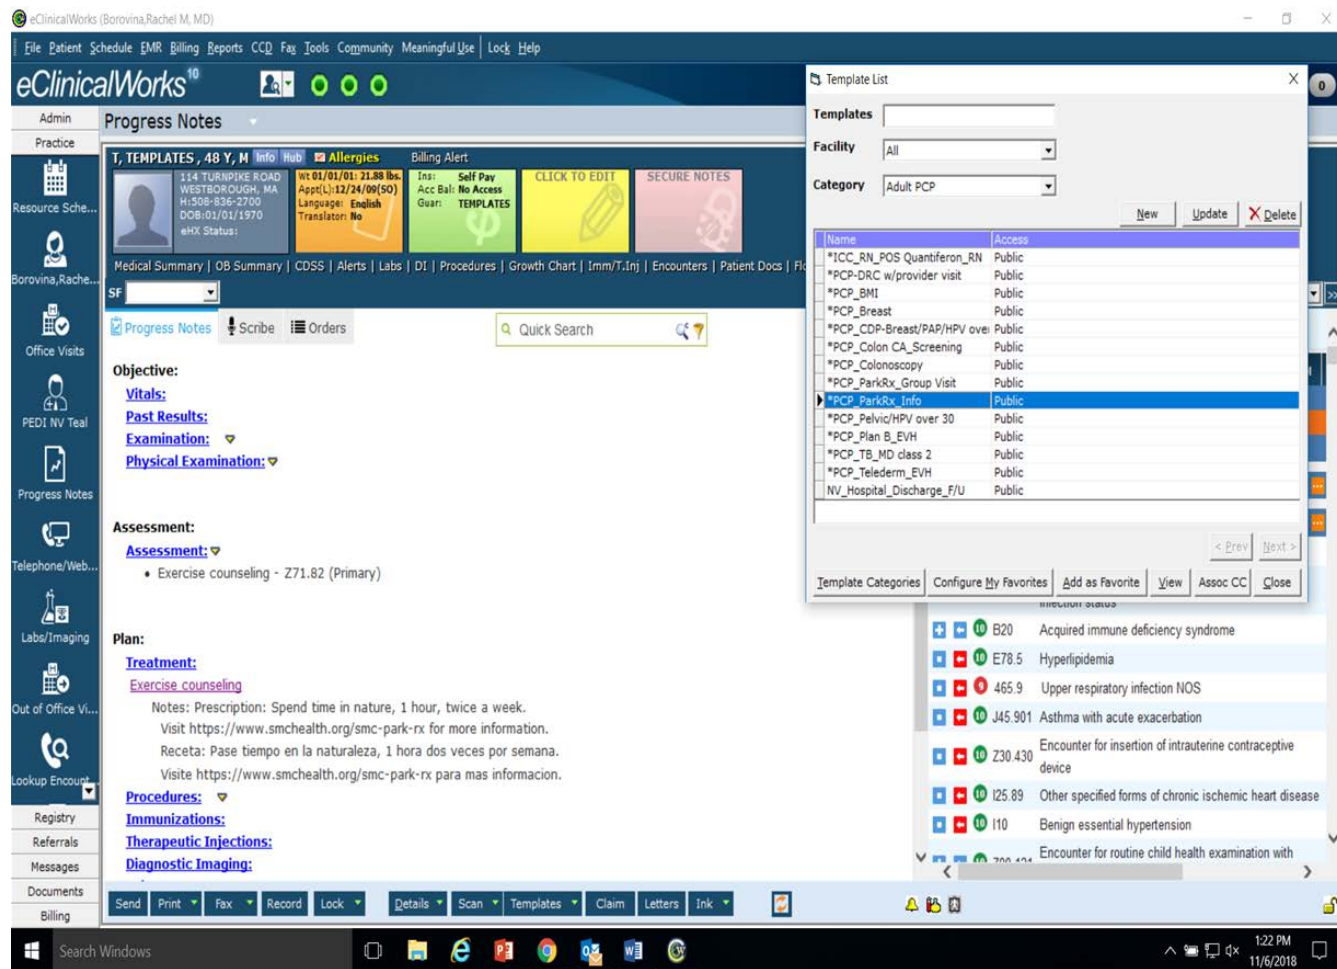 eClinicalWorks (Borovina,Rachel M, MD)
File Patient Schedule EMR Billing Reports CCD Fax Tools Community Meaningful Use Lock Help
eClinicalWorks 10
0
Admin
Practice
Resource Sche...
Borovina,Rache...
Office Visits
PEDI NV Teal
Progress Notes
Telephone/Web...
Labs/Imaging
Out of Office Vi...
Lookup Encount...
Registry
Referrals
Messages
Documents
Billing
Progress Notes
T, TEMPLATES , 48 Y, M Info Hub Allergies Billing Alert
114 TURNPIKE ROAD
WESTBOROUGH, MA
H:508-836-2700
DOB:01/01/1970
eHX Status:
Wt 01/01/01: 21.88 lbs.
Appt(L):12/24/09(SO)
Language: English
Translator: No
Ins: Self Pay
Acc Bal: No Access
Guar: TEMPLATES
CLICK TO EDIT
SECURE NOTES
Medical Summary | OB Summary | CDSS | Alerts | Labs | DI | Procedures | Growth Chart | Imm/T.Inj | Encounters | Patient Docs |
SF
Progress Notes Scribe Orders
Quick Search
Objective:
Vitals:
Past Results:
Examination:
Physical Examination:
Assessment:
Assessment:
• Exercise counseling - Z71.82 (Primary)
Plan:
Treatment:
Exercise counseling
Notes: Prescription: Spend time in nature, 1 hour, twice a week.
Visit https://www.smchealth.org/smc-park-rx for more information.
Receta: Pase tiempo en la naturaleza, 1 hora dos veces por semana.
Visite https://www.smchealth.org/smc-park-rx para mas informacion.
Procedures:
Immunizations:
Therapeutic Injections:
Diagnostic Imaging:
Template List X
Templates
Facility All
Category Adult PCP
New Update Delete
Name Access
*ICC_RN_POS Quantiferon_RN Public
*PCP-DRC w/provider visit Public
*PCP_BMI Public
*PCP_Breast Public
*PCP_CDP-Breast/PAP/HPV over Public
*PCP_Colon CA_Screening Public
*PCP_Colonoscopy Public
*PCP_ParkRx_Group Visit Public
*PCP_ParkRx_Info Public
*PCP_Pelvic/HPV over 30 Public
*PCP_Plan B_EVH Public
*PCP_TB_MD class 2 Public
*PCP_Telederm_EVH Public
NV_Hospital_Discharge_F/U Public
< Prev Next >
Template Categories Configure My Favorites Add as Favorite View Assoc CC Close
infection status
10 B20 Acquired immune deficiency syndrome
10 E78.5 Hyperlipidemia
9 465.9 Upper respiratory infection NOS
10 J45.901 Asthma with acute exacerbation
10 Z30.430 Encounter for insertion of intrauterine contraceptive
device
10 I25.89 Other specified forms of chronic ischemic heart disease
10 I10 Benign essential hypertension
Encounter for routine child health examination with
Send Print Fax Record Lock Details Scan Templates Claim Letters Ink
Search Windows
1:22 PM
11/6/2018